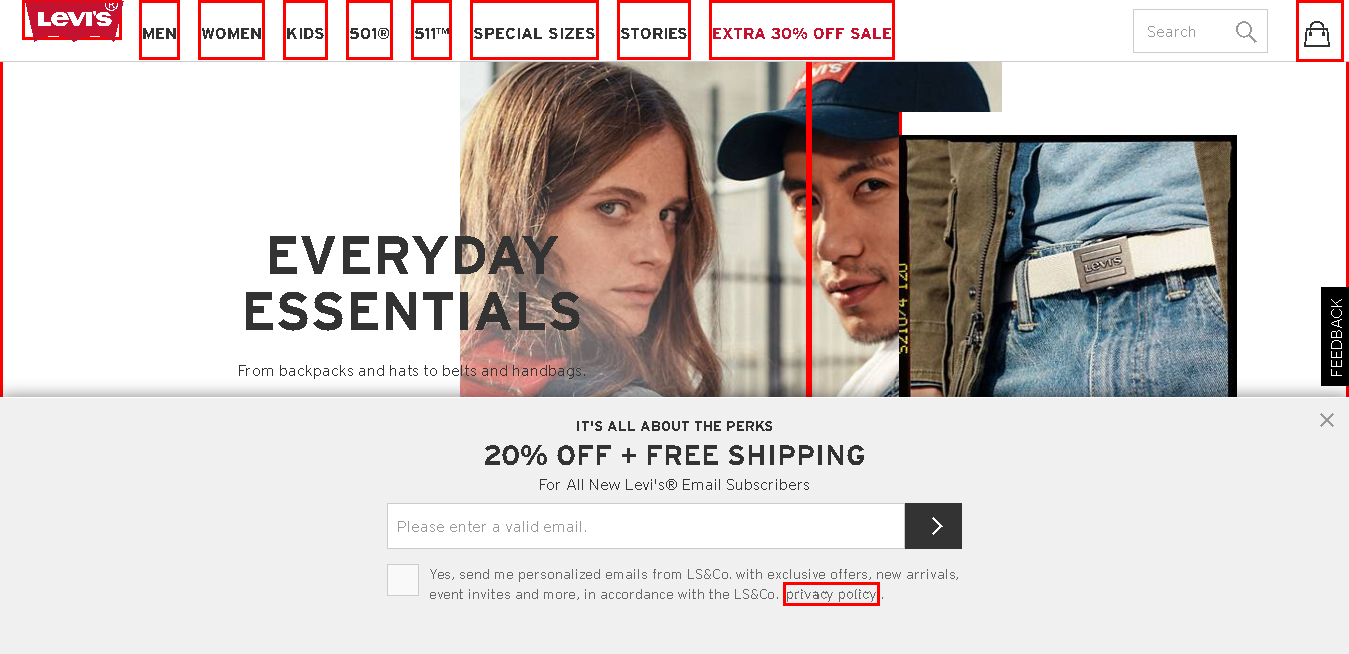 LEVI'S®
MEN
WOMEN
KIDS
501®
511™
SPECIAL SIZES
STORIES
EXTRA 30% OFF SALE
Search
EVERYDAY
ESSENTIALS
From backpacks and hats to belts and handbags.
LEVI'S
S210/4 120
FEEDBACK
IT'S ALL ABOUT THE PERKS
20% OFF + FREE SHIPPING
For All New Levi's® Email Subscribers
Please enter a valid email.
Yes, send me personalized emails from LS&Co. with exclusive offers, new arrivals,
event invites and more, in accordance with the LS&Co. privacy policy.